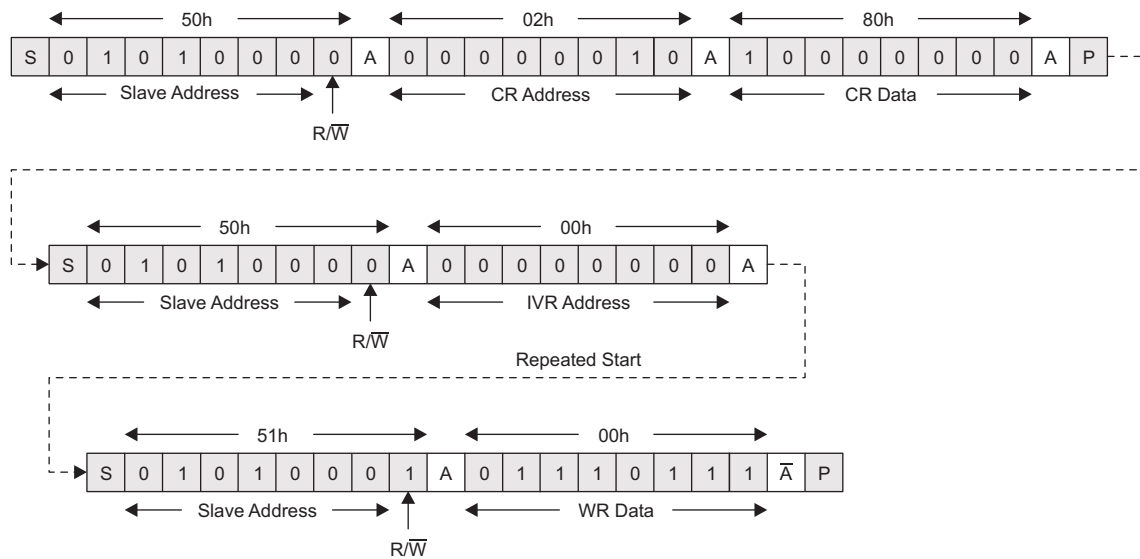 50h 02h 80h
S 0 1 0 1 0 0 0 0 A 0 0 0 0 0 0 1 0 A 1 0 0 0 0 0 0 0 A P
Slave Address CR Address CR Data
R/W̅
50h 00h
S 0 1 0 1 0 0 0 0 A 0 0 0 0 0 0 0 0 A
Slave Address IVR Address
R/W̅
Repeated Start
51h 00h
S 0 1 0 1 0 0 0 1 A 0 1 1 1 0 1 1 1 A̅ P
Slave Address WR Data
R/W̅